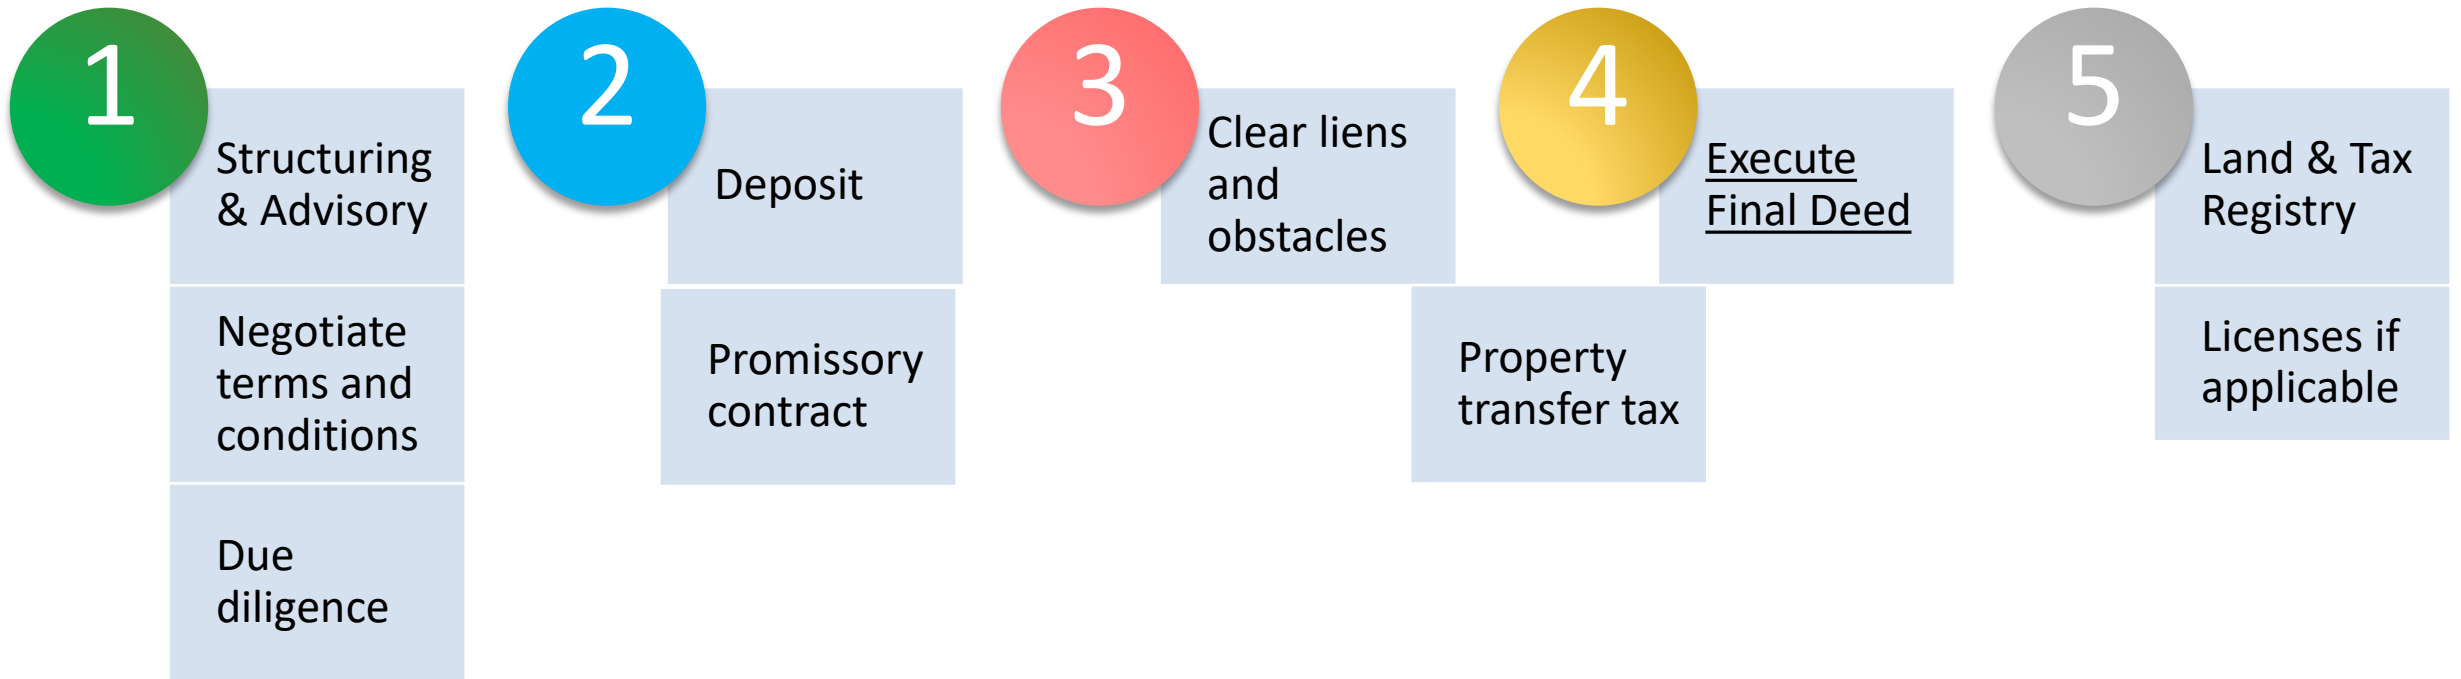 1
Structuring
& Advisory
Negotiate
terms and
conditions
Due
diligence
2
Deposit
Promissory
contract
3
Clear liens
and
obstacles
Property
transfer tax
4
Execute
Final Deed
5
Land & Tax
Registry
Licenses if
applicable